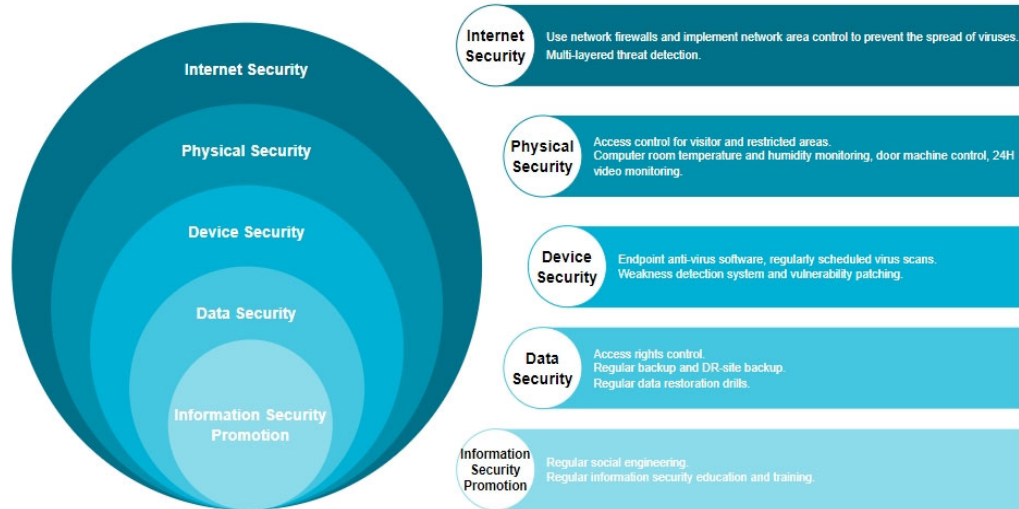 Internet Security
Physical Security
Device Security
Data Security
Information Security
Promotion
Internet
Security
Use network firewalls and implement network area control to prevent the spread of viruses.
Multi-layered threat detection.
Physical
Security
Access control for visitor and restricted areas.
Computer room temperature and humidity monitoring, door machine control, 24H
video monitoring.
Device
Security
Endpoint anti-virus software, regularly scheduled virus scans.
Weakness detection system and vulnerability patching.
Data
Security
Access rights control.
Regular backup and DR-site backup.
Regular data restoration drills.
Information
Security
Promotion
Regular social engineering.
Regular information security education and training.